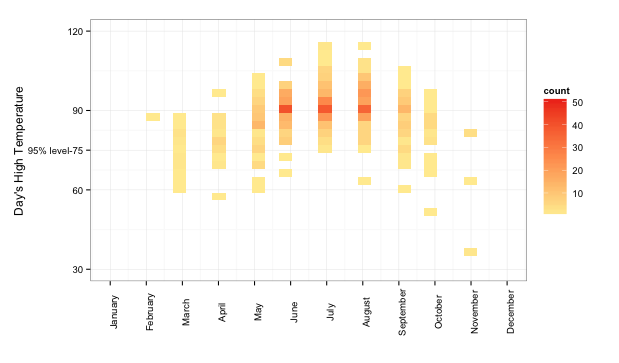 Day's High Temperature
120
90
95% level-75
60
30
January
February
March
April
May
June
July
August
September
October
November
December
count
50
40
30
20
10